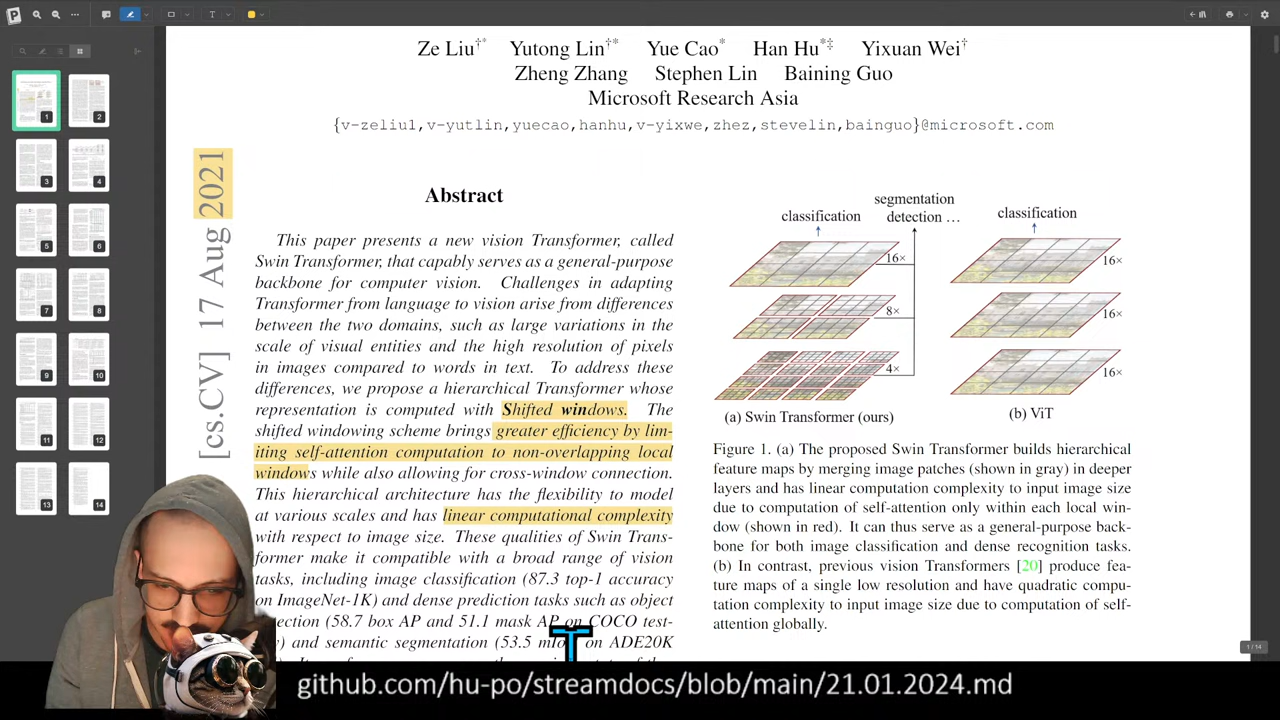 Ze Liu†* Yutong Lin†* Yue Cao* Han Hu*‡ Yixuan Wei†
Zheng Zhang Stephen Lin Baining Guo
Microsoft Research Asia
{v-zeliu1,v-yutlin,yuecao,hanhu,v-yixwe,zhez,stevelin,bainguo}@microsoft.com
[cs.CV] 17 Aug 2021
Abstract
This paper presents a new vision Transformer, called
Swin Transformer, that capably serves as a general-purpose
backbone for computer vision. Challenges in adapting
Transformer from language to vision arise from differences
between the two domains, such as large variations in the
scale of visual entities and the high resolution of pixels
in images compared to words in text. To address these
differences, we propose a hierarchical Transformer whose
representation is computed with Shifted windows. The
shifted windowing scheme brings greater efficiency by lim-
iting self-attention computation to non-overlapping local
windows while also allowing for cross-window connection.
This hierarchical architecture has the flexibility to model
at various scales and has linear computational complexity
with respect to image size. These qualities of Swin Trans-
former make it compatible with a broad range of vision
tasks, including image classification (87.3 top-1 accuracy
on ImageNet-1K) and dense prediction tasks such as object
ection (58.7 box AP and 51.1 mask AP on COCO test-
and semantic segmentation (53.5 on ADE20K
classification
segmentation
detection ...
16×
8×
4×
(a) Swin Transformer (ours)
classification
16×
16×
16×
(b) ViT
Figure 1. (a) The proposed Swin Transformer builds hierarchical
feature maps by merging image patches (shown in gray) in deeper
layers and has linear computation complexity to input image size
due to computation of self-attention only within each local win-
dow (shown in red). It can thus serve as a general-purpose back-
bone for both image classification and dense recognition tasks.
(b) In contrast, previous vision Transformers [20] produce fea-
ture maps of a single low resolution and have quadratic compu-
tation complexity to input image size due to computation of self-
attention globally.
1 2
3 4
5 6
7 8
9 10
11 12
13 14
1 / 14
github.com/hu-po/streamdocs/blob/main/21.01.2024.md